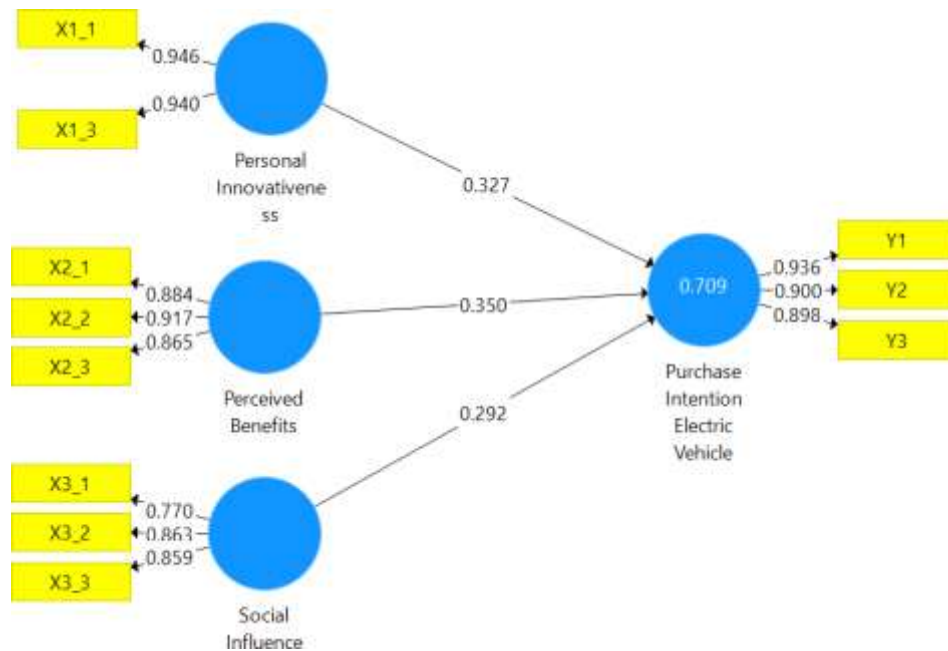 X1_1
0.946
0.940
X1_3
Personal
Innovativene
ss
0.327
X2_1
0.884
X2_2
0.917
0.865
X2_3
Perceived
Benefits
0.350
X3_1
0.770
X3_2
0.863
0.859
X3_3
Social
Influence
0.292
0.709
Purchase
Intention
Electric
Vehicle
Y1
0.936
Y2
0.900
0.898
Y3